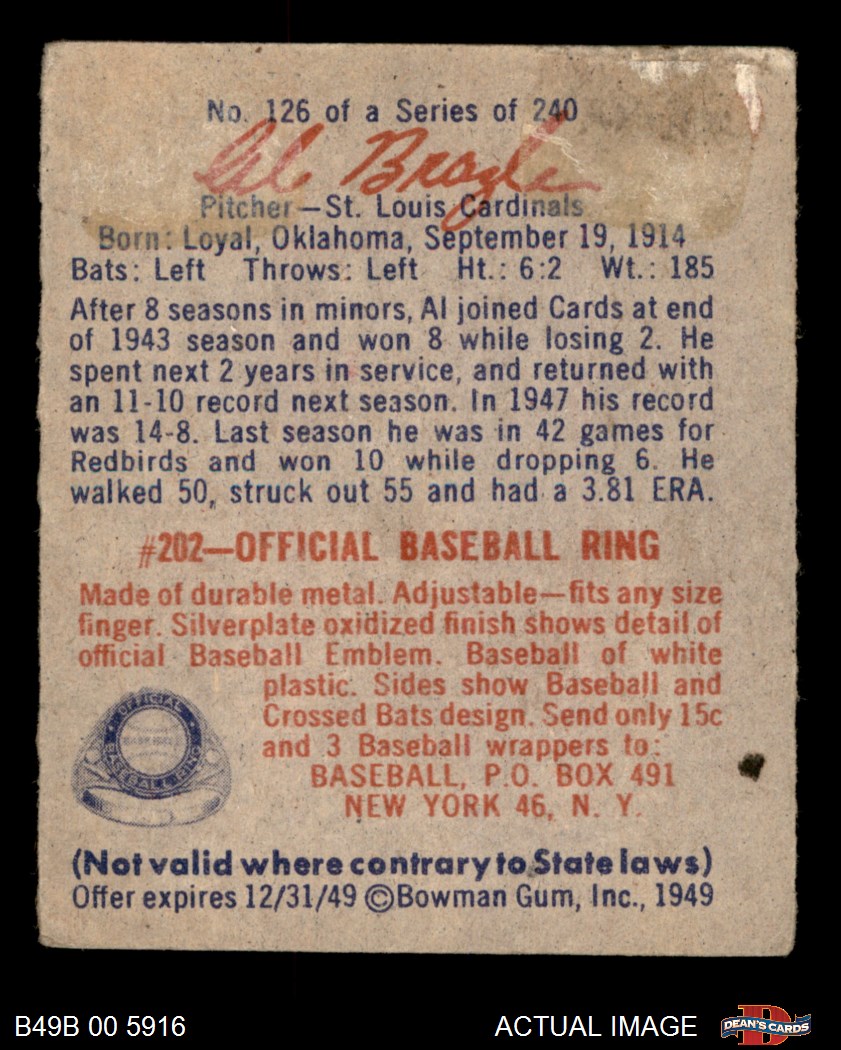 No. 126 of a Series of 240
Al Brazle
Pitcher—St. Louis Cardinals
Born: Loyal, Oklahoma, September 19, 1914
Bats: Left Throws: Left Ht.: 6:2 Wt.: 185
After 8 seasons in minors, Al joined Cards at end
of 1943 season and won 8 while losing 2. He
spent next 2 years in service, and returned with
an 11-10 record next season. In 1947 his record
was 14-8. Last season he was in 42 games for
Redbirds and won 10 while dropping 6. He
walked 50, struck out 55 and had a 3.81 ERA.
#202—OFFICIAL BASEBALL RING
Made of durable metal. Adjustable—fits any size
finger. Silverplate oxidized finish shows detail of
official Baseball Emblem. Baseball of white
plastic. Sides show Baseball and
Crossed Bats design. Send only 15c
and 3 Baseball wrappers to:
BASEBALL, P.O. BOX 491
NEW YORK 46, N. Y.
OFFICIAL
BASEBALL RING
(Not valid where contrary to State laws)
Offer expires 12/31/49 ©Bowman Gum, Inc., 1949
B49B 00 5916
ACTUAL IMAGE
DEAN'S CARDS